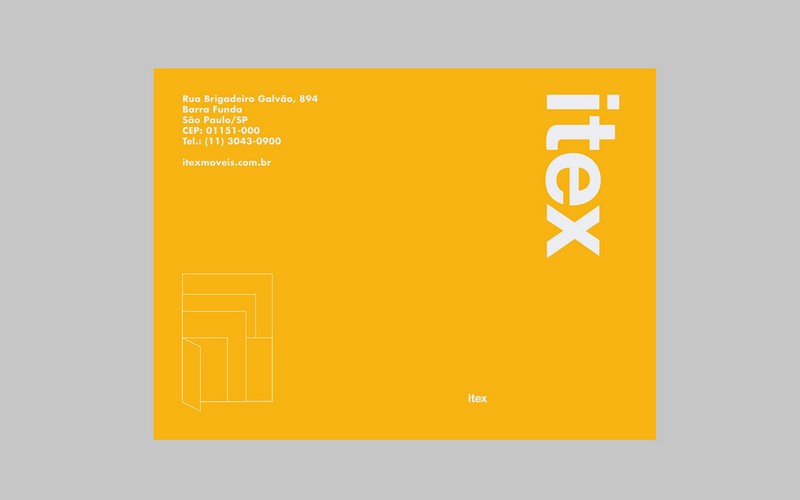 Rua Brigadeiro Galvão, 894
Barra Funda
São Paulo/SP
CEP: 01151-000
Tel.: (11) 3043-0900
itexmoveis.com.br
itex
itex